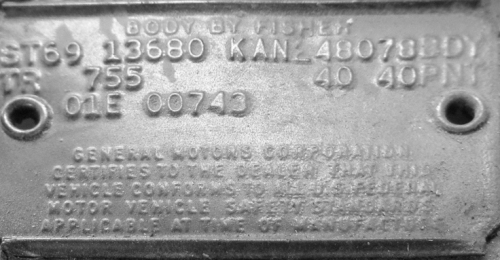 BODY BY FISHER
ST69 13680 KAN 248078 BDY
TR 755 40 40 PNT
01E 00743
GENERAL MOTORS CORPORATION
CERTIFIES TO THE DEALER THAT THIS
VEHICLE CONFORMS TO ALL U.S. FEDERAL
MOTOR VEHICLE SAFETY STANDARDS
APPLICABLE AT TIME OF MANUFACTURE